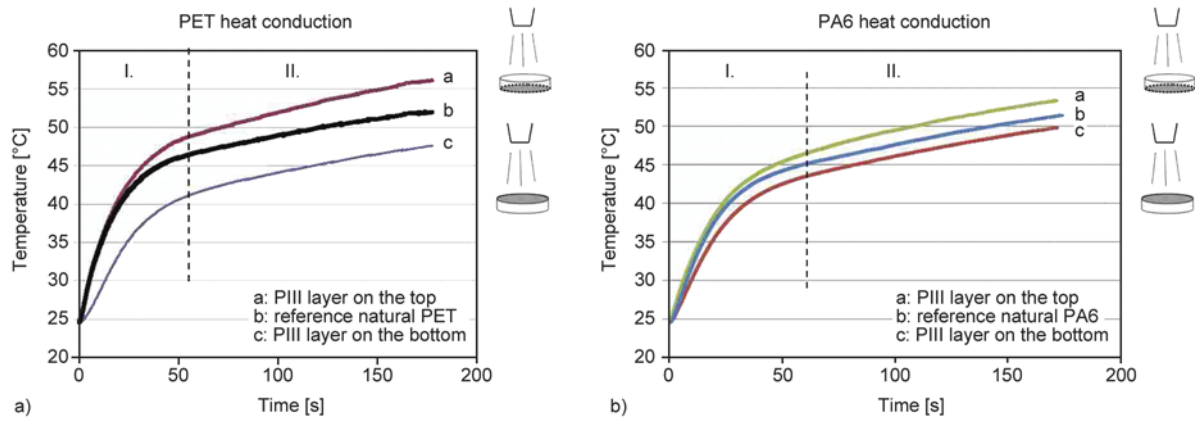 PET heat conduction
60
55
50
45
40
35
30
25
20
Temperature [°C]
I.
II.
a
b
c
a: PIII layer on the top
b: reference natural PET
c: PIII layer on the bottom
0
50
100
150
200
Time [s]
a)
PA6 heat conduction
60
55
50
45
40
35
30
25
20
Temperature [°C]
I.
II.
a
b
c
a: PIII layer on the top
b: reference natural PA6
c: PIII layer on the bottom
0
50
100
150
200
Time [s]
b)